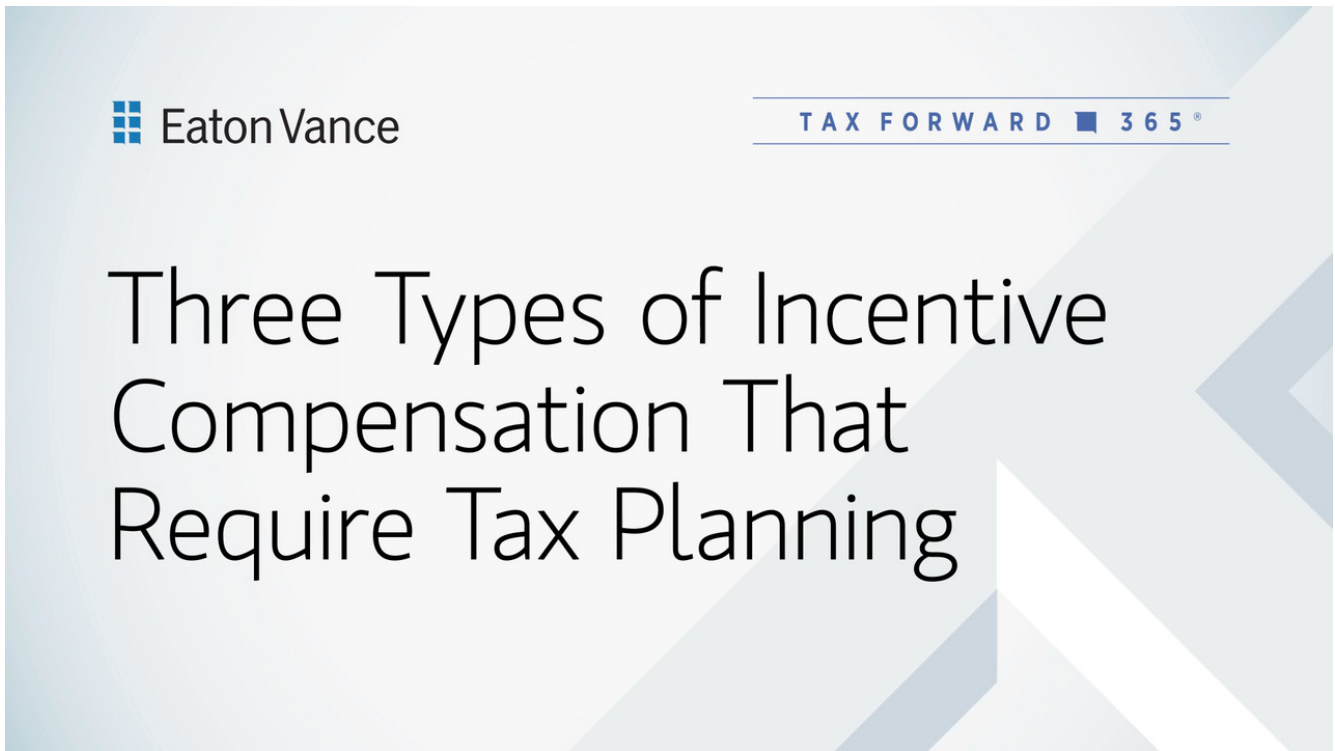 Eaton Vance
TAX FORWARD 365®
Three Types of Incentive
Compensation That
Require Tax Planning